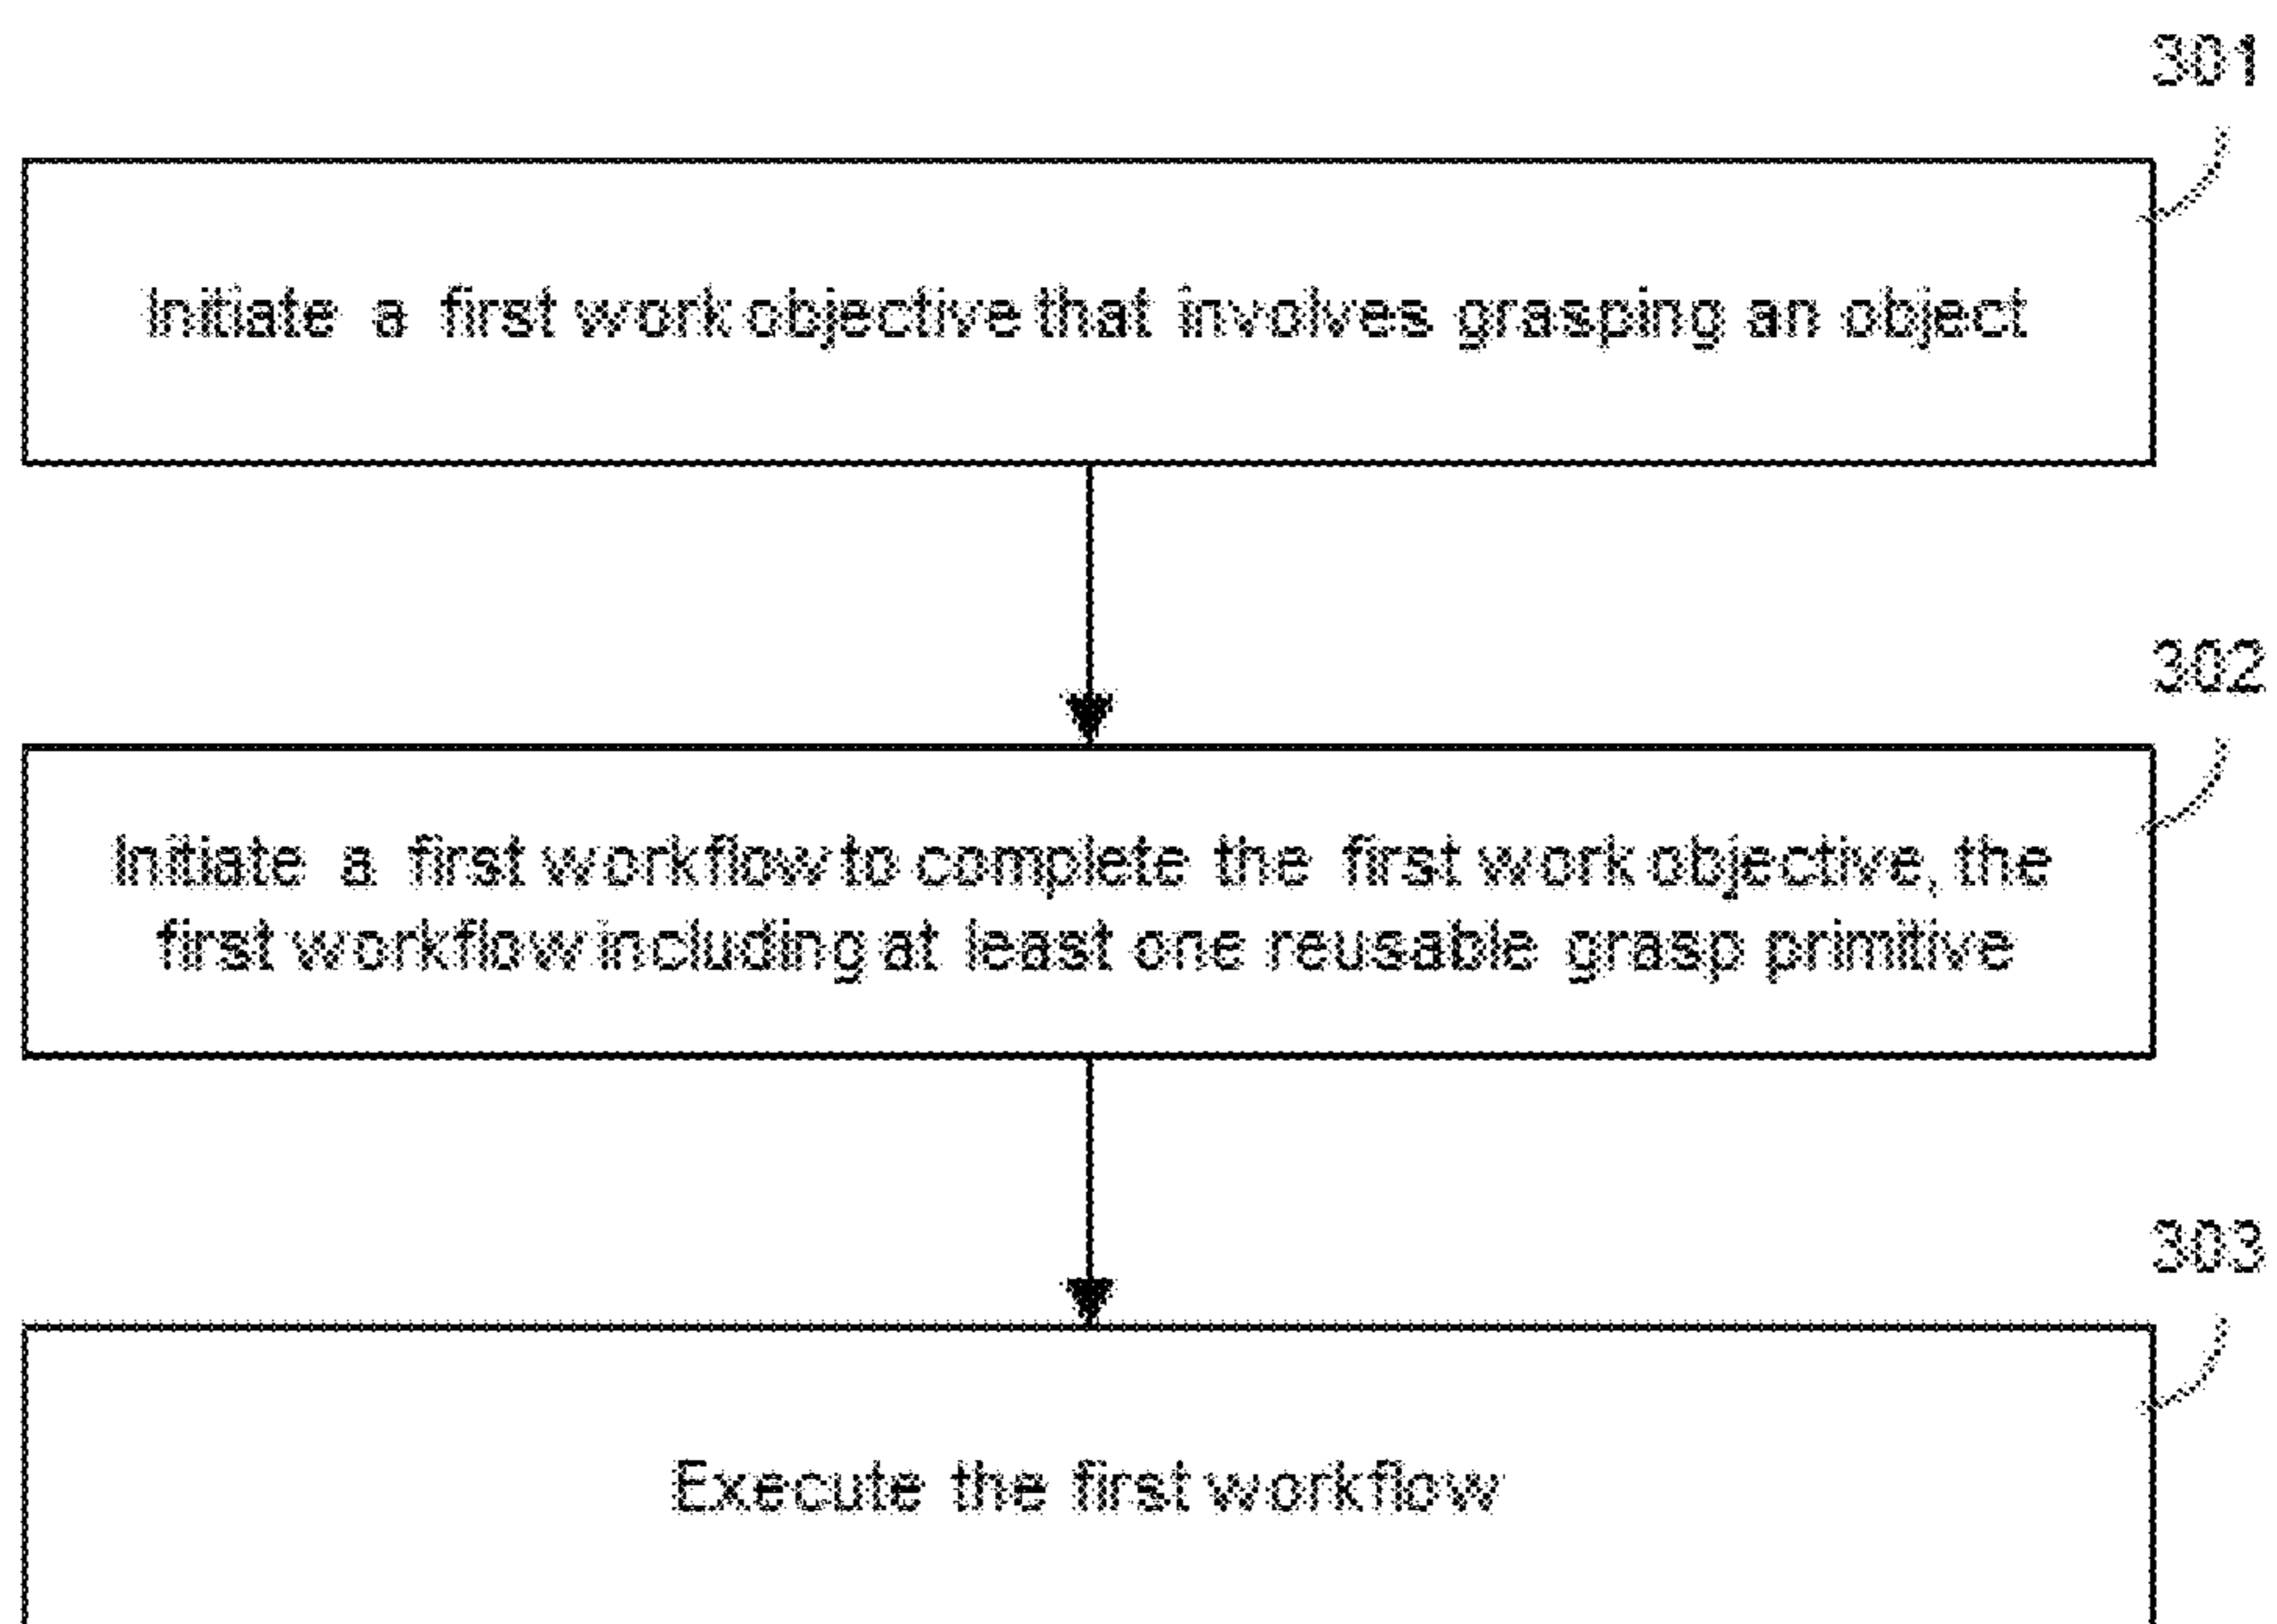 301
Initiate a first work objective that involves grasping an object
302
Initiate a first workflow to complete the first work objective, the
first workflow including at least one reusable grasp primitive
303
Execute the first workflow